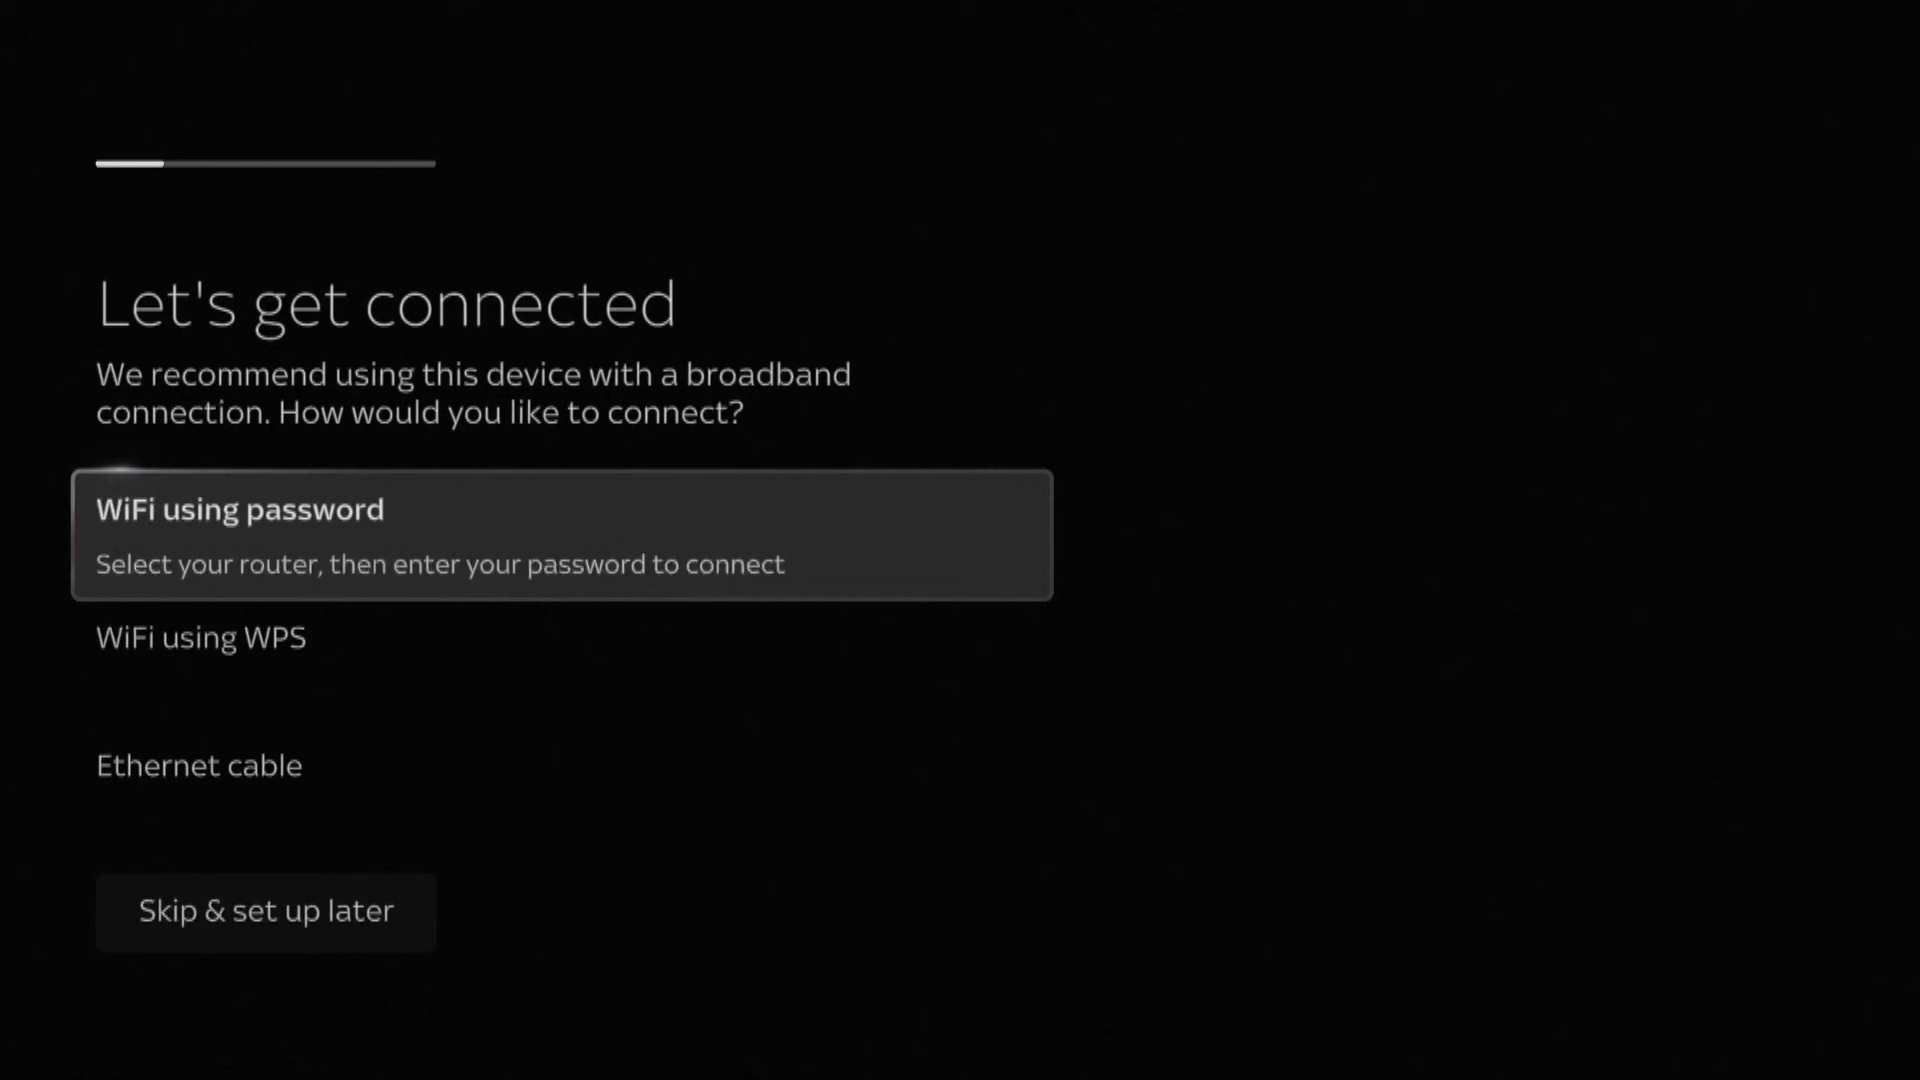 Let's get connected
We recommend using this device with a broadband
connection. How would you like to connect?
WiFi using password
Select your router, then enter your password to connect
WiFi using WPS
Ethernet cable
Skip & set up later